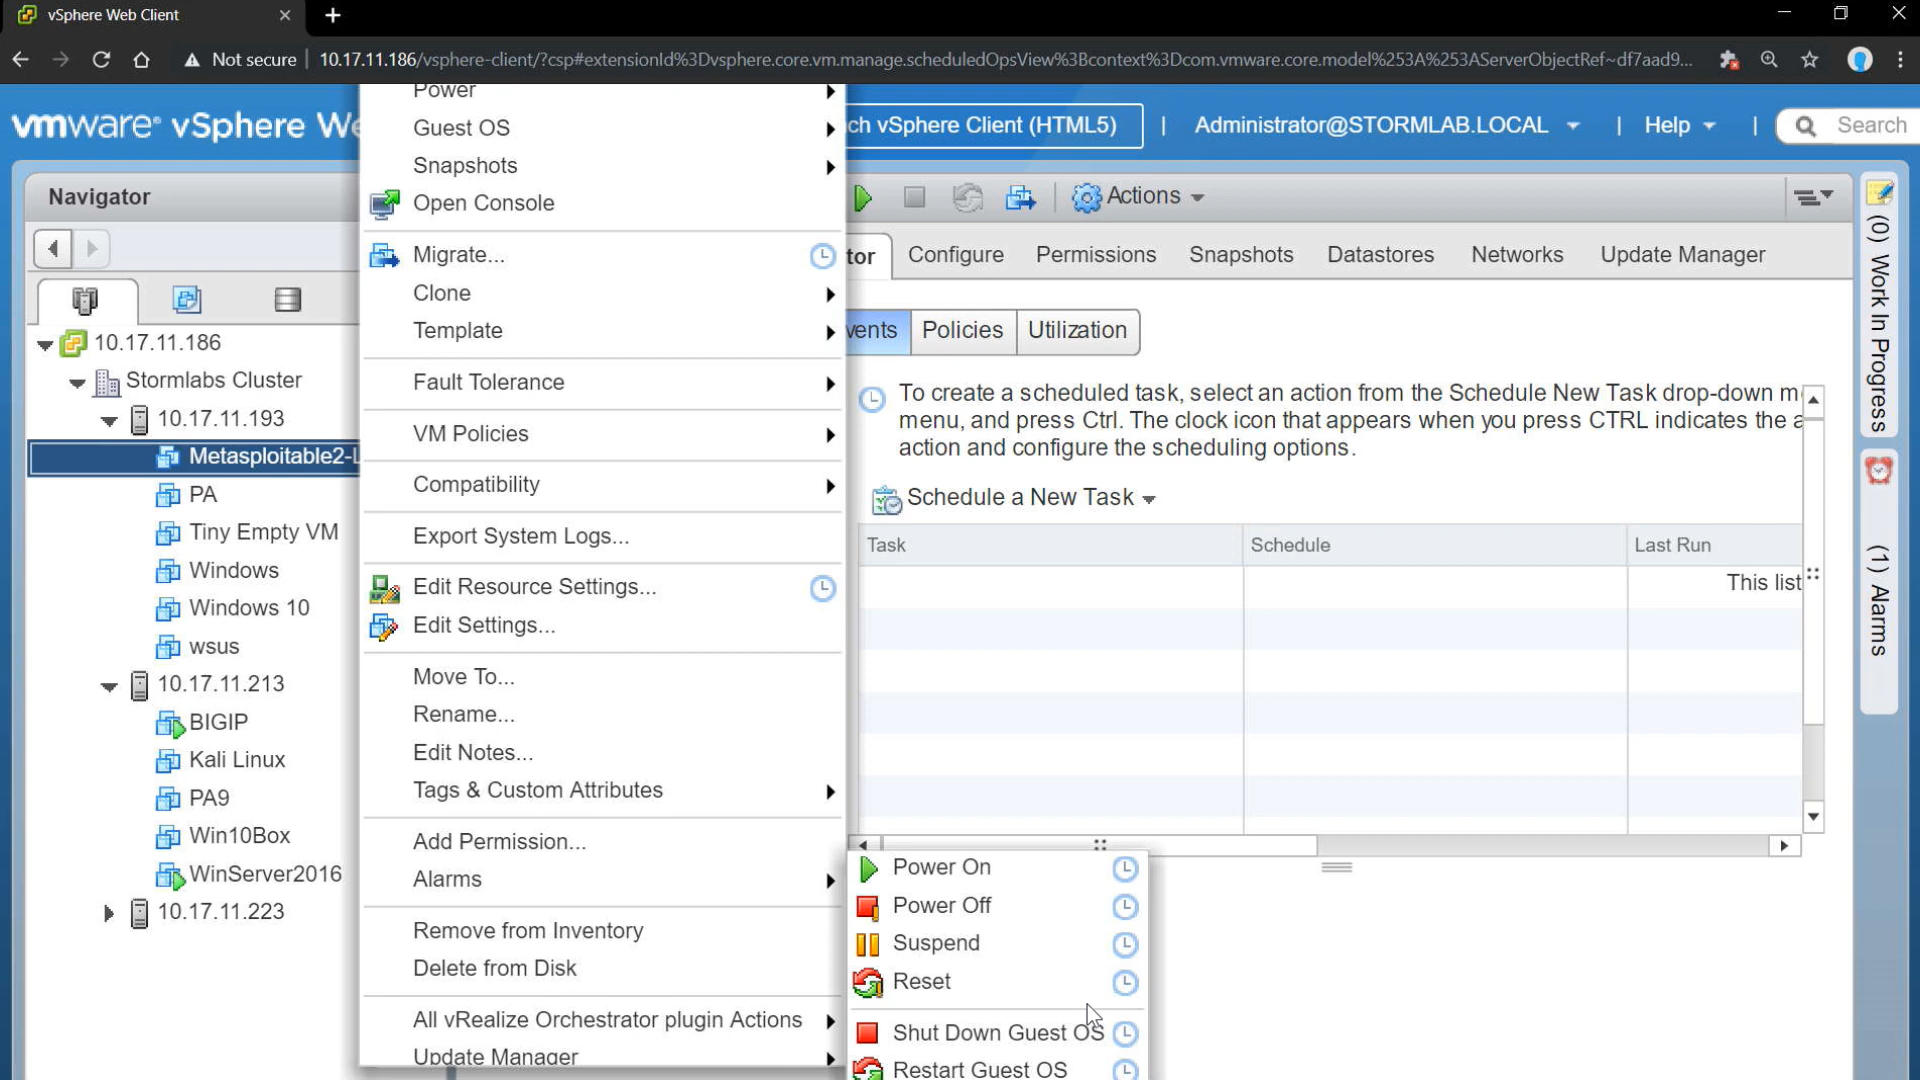 vSphere Web Client
Not secure
10.17.11.186/vsphere-client/?csp#extensionId%3Dvsphere.core.vm.manage.scheduledOpsView%3Bcontext%3Dcom.vmware.core.model%253A%253AServerObjectRef~df7aad9...
vmware® vSphere We
ch vSphere Client (HTML5)
Administrator@STORMLAB.LOCAL
Help
Search
Navigator
10.17.11.186
Stormlabs Cluster
10.17.11.193
Metasploitable2-L
PA
Tiny Empty VM
Windows
Windows 10
wsus
10.17.11.213
BIGIP
Kali Linux
PA9
Win10Box
WinServer2016
10.17.11.223
Power
Guest OS
Snapshots
Open Console
Migrate...
Clone
Template
Fault Tolerance
VM Policies
Compatibility
Export System Logs...
Edit Resource Settings...
Edit Settings...
Move To...
Rename...
Edit Notes...
Tags & Custom Attributes
Add Permission...
Alarms
Remove from Inventory
Delete from Disk
All vRealize Orchestrator plugin Actions
Update Manager
Power On
Power Off
Suspend
Reset
Shut Down Guest OS
Restart Guest OS
Actions
tor
Configure
Permissions
Snapshots
Datastores
Networks
Update Manager
vents
Policies
Utilization
To create a scheduled task, select an action from the Schedule New Task drop-down m
menu, and press Ctrl. The clock icon that appears when you press CTRL indicates the a
action and configure the scheduling options.
Schedule a New Task
Task
Schedule
Last Run
This list
(0) Work In Progress
(1) Alarms